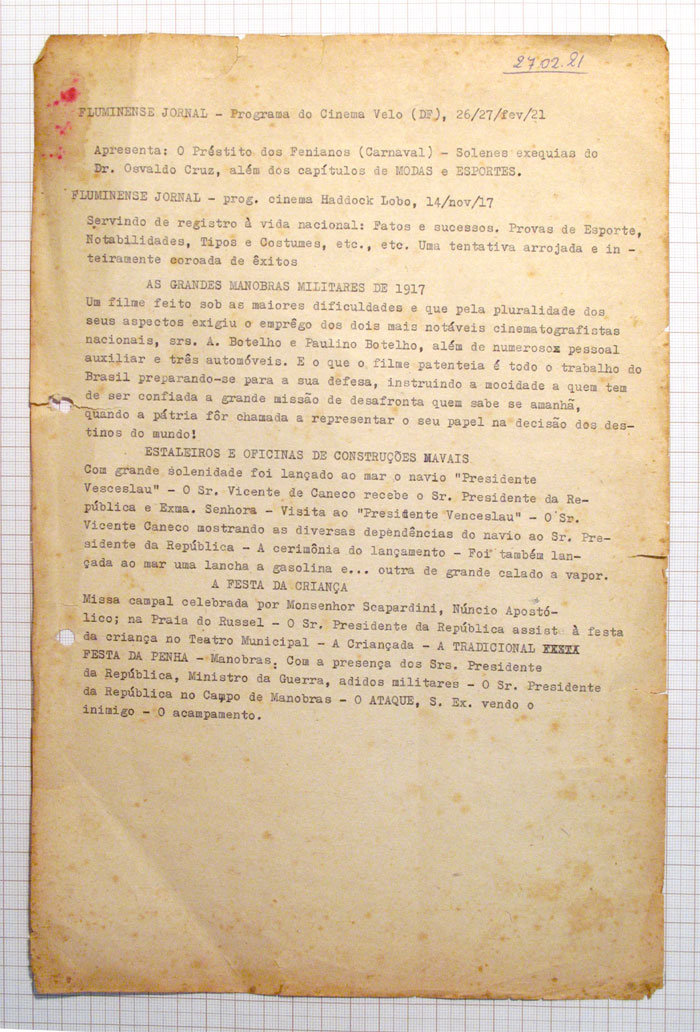 27.02.21
FLUMINENSE JORNAL - Programa do Cinema Velo (DF), 26/27/fev/21
Apresenta: O Préstito dos Fenianos (Carnaval) - Solenes exequias do
Dr. Osvaldo Cruz, além dos capítulos de MODAS e ESPORTES.
FLUMINENSE JORNAL - prog. cinema Haddock Lobo, 14/nov/17
Servindo de registro à vida nacional: Fatos e sucessos. Provas de Esporte,
Notabilidades, Tipos e Costumes, etc., etc. Uma tentativa arrojada e in -
teiramente coroada de êxitos
AS GRANDES MANOBRAS MILITARES DE 1917
Um filme feito sob as maiores dificuldades e que pela pluralidade dos
seus aspectos exigiu o emprêgo dos dois mais notáveis cinematografistas
nacionais, srs. A. Botelho e Paulino Botelho, além de numerosox pessoal
auxiliar e três automóveis. E o que o filme patenteia é todo o trabalho do
Brasil preparando-se para a sua defesa, instruindo a mocidade a quem tem
de ser confiada a grande missão de desafronta quem sabe se amanhã,
quando a pátria fôr chamada a representar o seu papel na decisão dos des-
tinos do mundo!
ESTALEIROS E OFICINAS DE CONSTRUÇÕES NAVAIS
Com grande solenidade foi lançado ao mar o navio "Presidente
Vesceslau" - O Sr. Vicente de Caneco recebe o Sr. Presidente da Re-
pública e Exma. Senhora - Visita ao "Presidente Venceslau" - O Sr.
Vicente Caneco mostrando as diversas dependências do navio ao Sr. Pre-
sidente da República - A cerimônia do lançamento - Foi também lan-
çada ao mar uma lancha a gasolina e... outra de grande calado a vapor.
A FESTA DA CRIANÇA
Missa campal celebrada por Monsenhor Scapardini, Núncio Apostó-
lico; na Praia do Russel - O Sr. Presidente da República assiste à festa
da criança no Teatro Municipal - A Criançada - A TRADICIONAL XXXXX
FESTA DA PENHA - Manobras. Com a presença dos Srs. Presidente
da República, Ministro da Guerra, adidos militares - O Sr. Presidente
da República no Campo de Manobras - O ATAQUE, S. Ex. vendo o
inimigo - O acampamento.